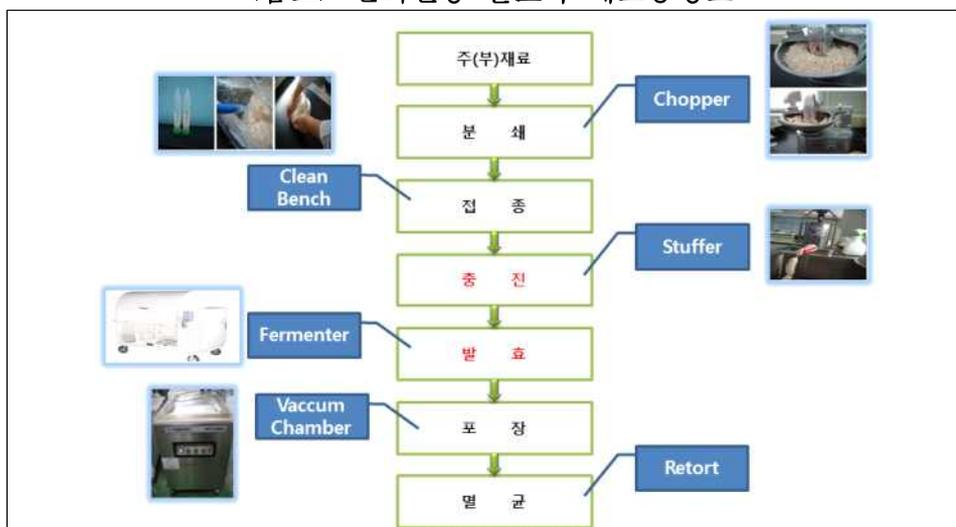 주(부)재료
Chopper
분 쇄
Clean
Bench
접 종
Stuffer
충 진
Fermenter
발 효
Vaccum
Chamber
포 장
Retort
멸 균